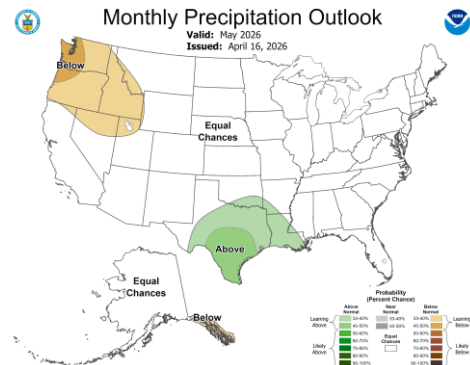 Monthly Precipitation Outlook
Valid: May 2026
Issued: April 16, 2026
NOAA
Below
Equal
Chances
Above
Equal
Chances
Below
Probability
(Percent Chance)
Above
Normal
Near
Normal
Below
Normal
Leaning
Above
33-40%
40-50%
50-60%
60-70%
70-80%
80-90%
90-100%
Likely
Above
33-40%
40-50%
Equal
Chances
33-40%
40-50%
50-60%
60-70%
70-80%
80-90%
90-100%
Leaning
Below
Likely
Below